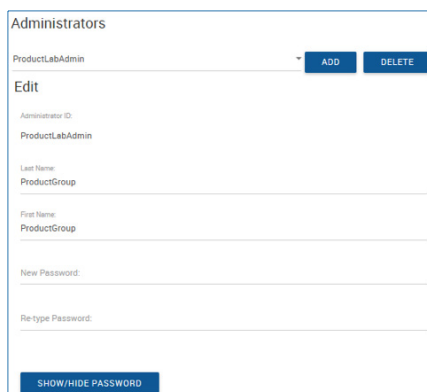 Administrators
ProductLabAdmin ADD DELETE
Edit
Administrator ID:
ProductLabAdmin
Last Name:
ProductGroup
First Name:
ProductGroup
New Password:
Re-type Password:
SHOW/HIDE PASSWORD